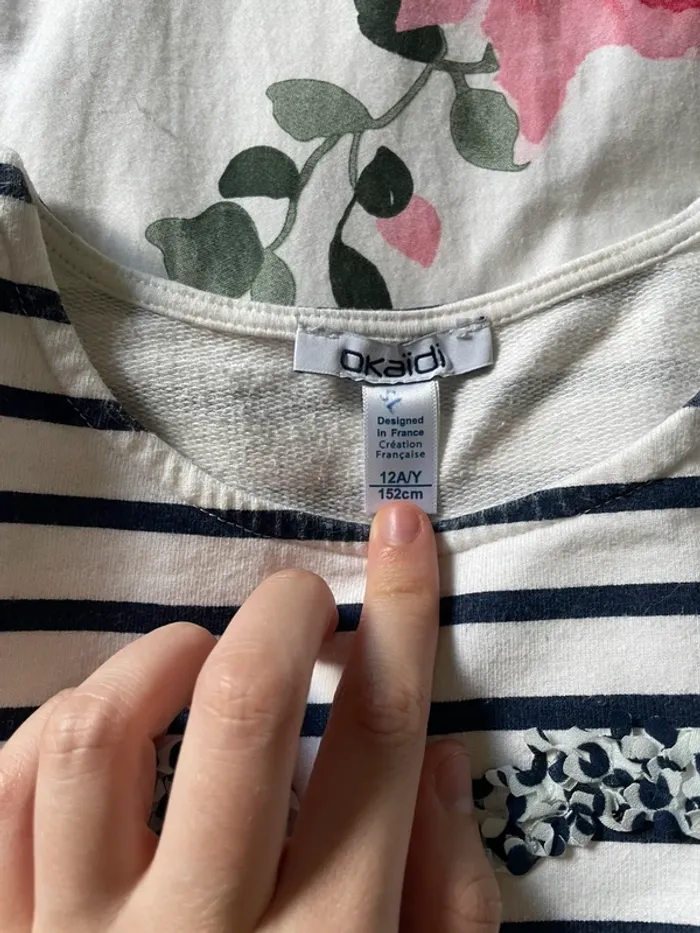 OKAïDI
Designed
in France
Création
Française
12A/Y
152cm